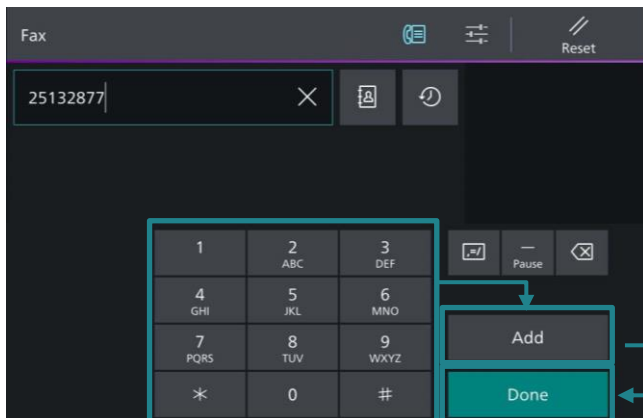 Fax
Reset
25132877
1 2 3
ABC DEF
,=/ — Pause
4 5 6
GHI JKL MNO
7 8 9
PQRS TUV WXYZ
Add
* 0 #
Done